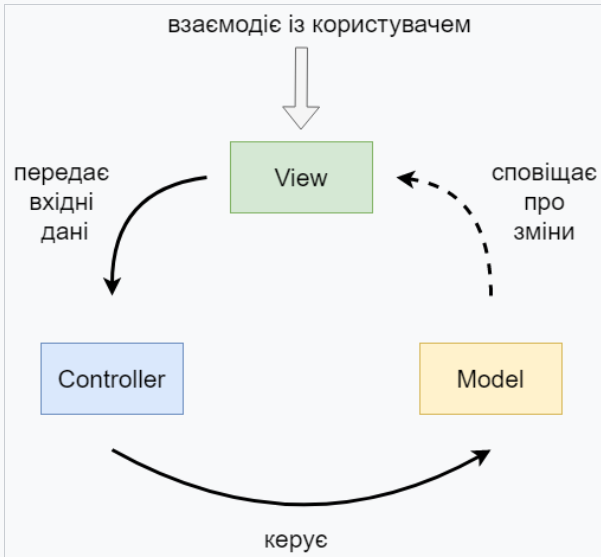 взаємодіє із користувачем
View
передає
вхідні
дані
сповіщає
про
зміни
Controller
Model
керує